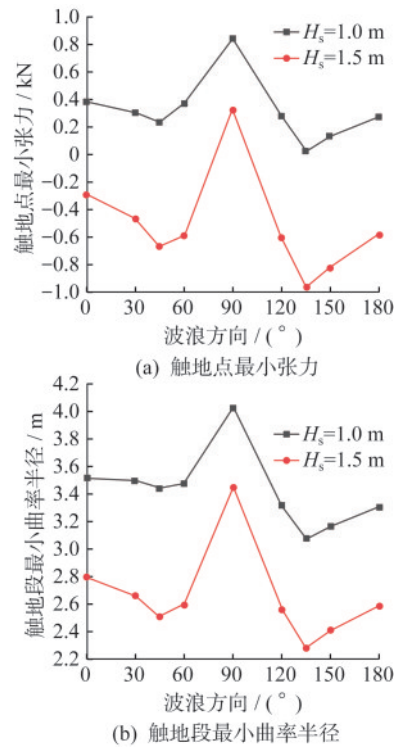 1.0
0.8
0.6
0.4
0.2
0
−0.2
−0.4
−0.6
−0.8
−1.0
触地点最小张力 / kN
Hs=1.0 m
Hs=1.5 m
0 30 60 90 120 150 180
波浪方向 / (°)
(a) 触地点最小张力
4.2
4.0
3.8
3.6
3.4
3.2
3.0
2.8
2.6
2.4
2.2
触地段最小曲率半径 / m
Hs=1.0 m
Hs=1.5 m
0 30 60 90 120 150 180
波浪方向 / (°)
(b) 触地段最小曲率半径